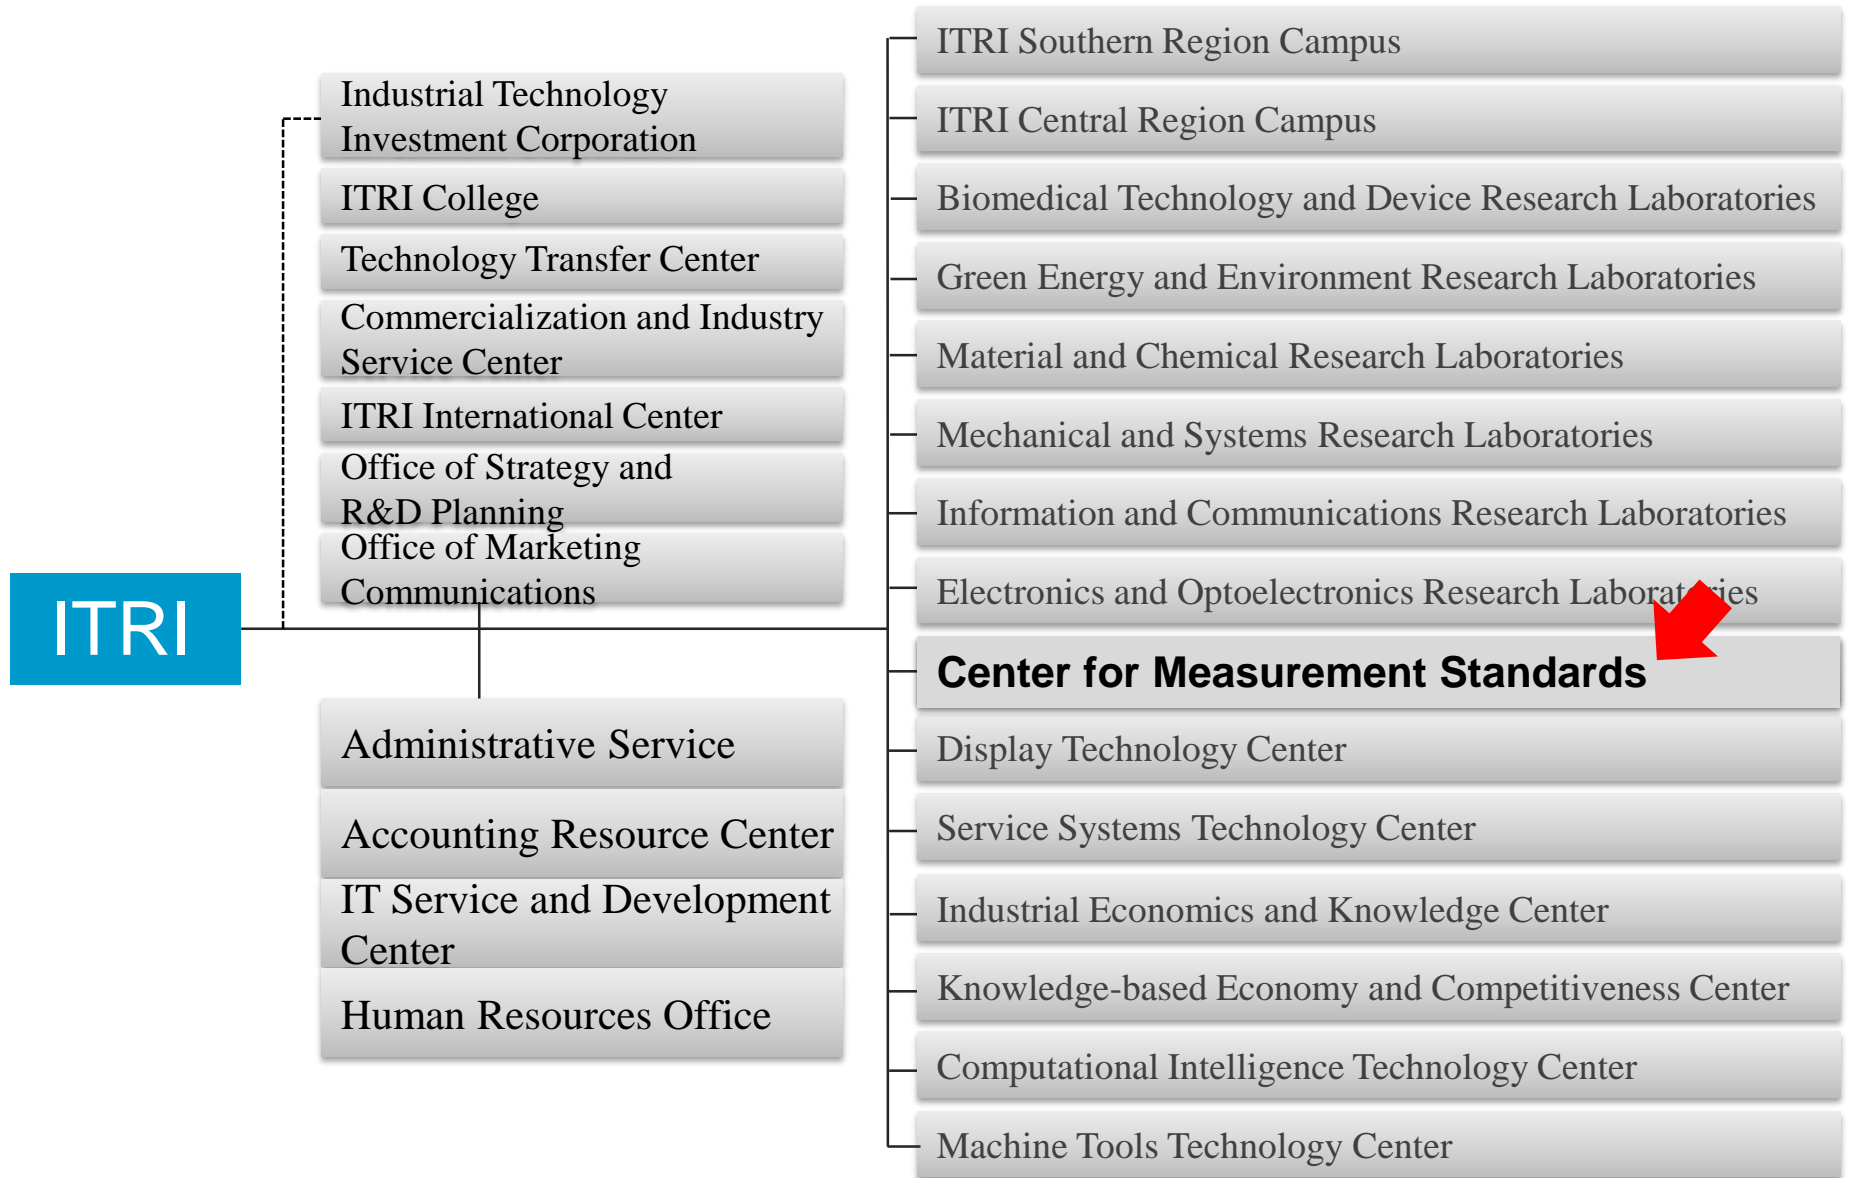 ITRI
Industrial Technology
Investment Corporation
ITRI College
Technology Transfer Center
Commercialization and Industry
Service Center
ITRI International Center
Office of Strategy and
R&D Planning
Office of Marketing
Communications
Administrative Service
Accounting Resource Center
IT Service and Development
Center
Human Resources Office
ITRI Southern Region Campus
ITRI Central Region Campus
Biomedical Technology and Device Research Laboratories
Green Energy and Environment Research Laboratories
Material and Chemical Research Laboratories
Mechanical and Systems Research Laboratories
Information and Communications Research Laboratories
Electronics and Optoelectronics Research Laboratories
Center for Measurement Standards
Display Technology Center
Service Systems Technology Center
Industrial Economics and Knowledge Center
Knowledge-based Economy and Competitiveness Center
Computational Intelligence Technology Center
Machine Tools Technology Center